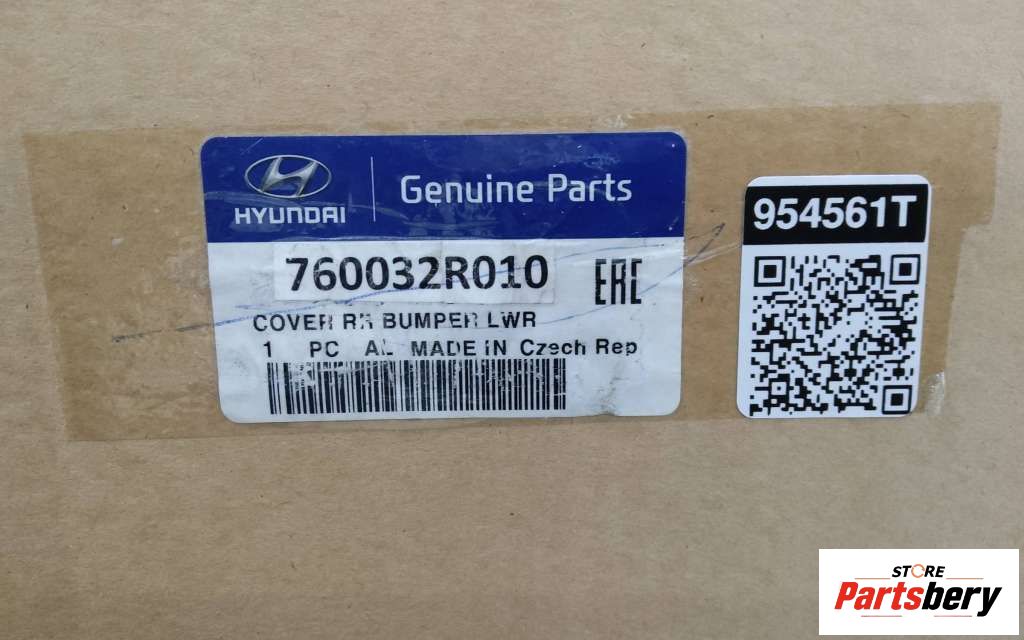 HYUNDAI
Genuine Parts
760032R010
EAC
COVER RR BUMPER LWR
1 PC AL MADE IN Czech Rep
954561T
STORE
Partsbery